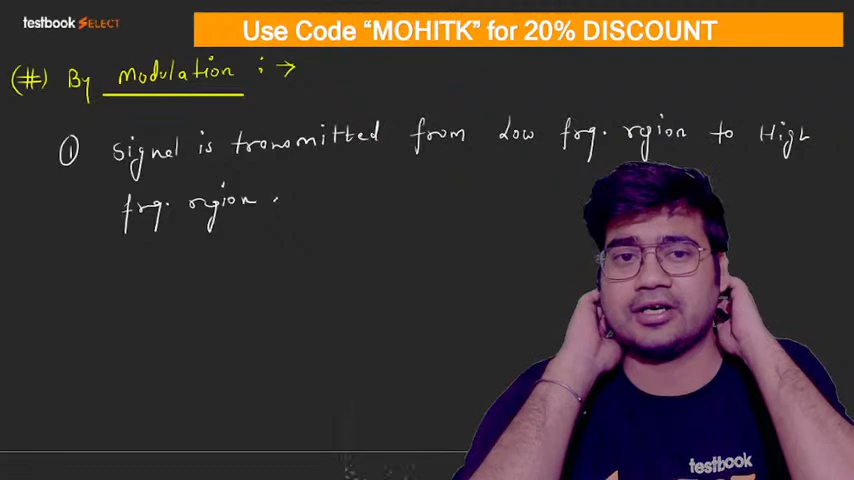 testbook SELECT
Use Code “MOHITK” for 20% DISCOUNT
(#) By Modulation : →
① Signal is transmitted from Low frq. region to High
frq. region.
testbook